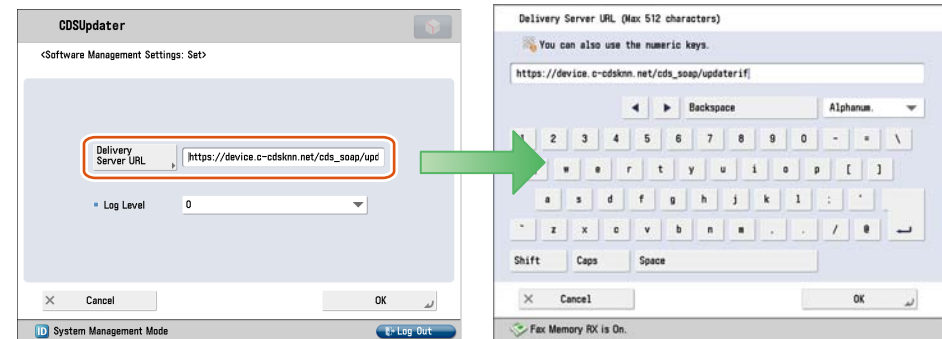 CDSUpdater
<Software Management Settings: Set>
Delivery
Server URL
https://device.c-cdsknn.net/cds_soap/upd
Log Level
0
Cancel
OK
ID System Management Mode
Log Out
Delivery Server URL (Max 512 characters)
You can also use the numeric keys.
https://device.c-cdsknn.net/cds_soap/updaterif
Backspace
Alphanum.
2 3 4 5 6 7 8 9 0 - = \
w e r t y u i o p [ ]
a s d f g h j k l ; '
` z x c v b n m , . / @
Shift
Caps
Space
Cancel
OK
Fax Memory RX is On.